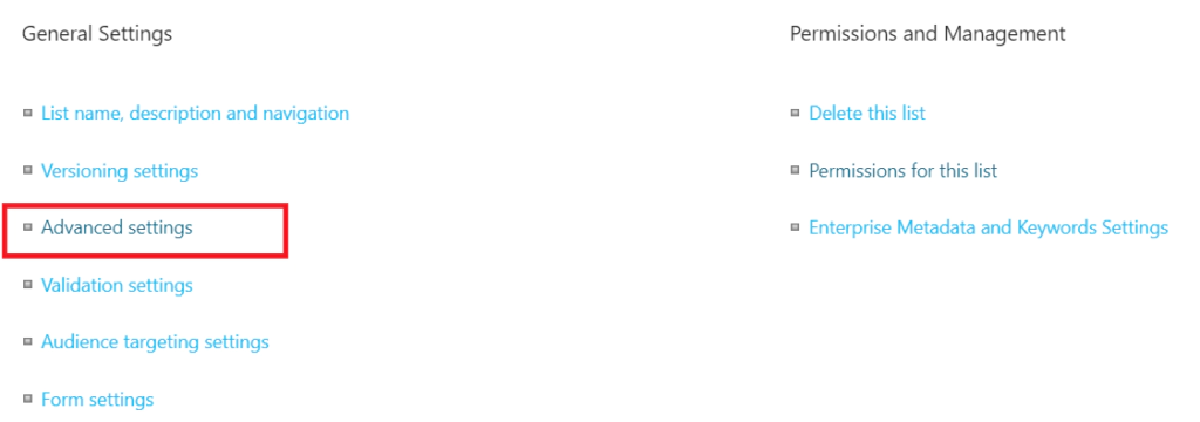 General Settings
List name, description and navigation
Versioning settings
Advanced settings
Validation settings
Audience targeting settings
Form settings
Permissions and Management
Delete this list
Permissions for this list
Enterprise Metadata and Keywords Settings